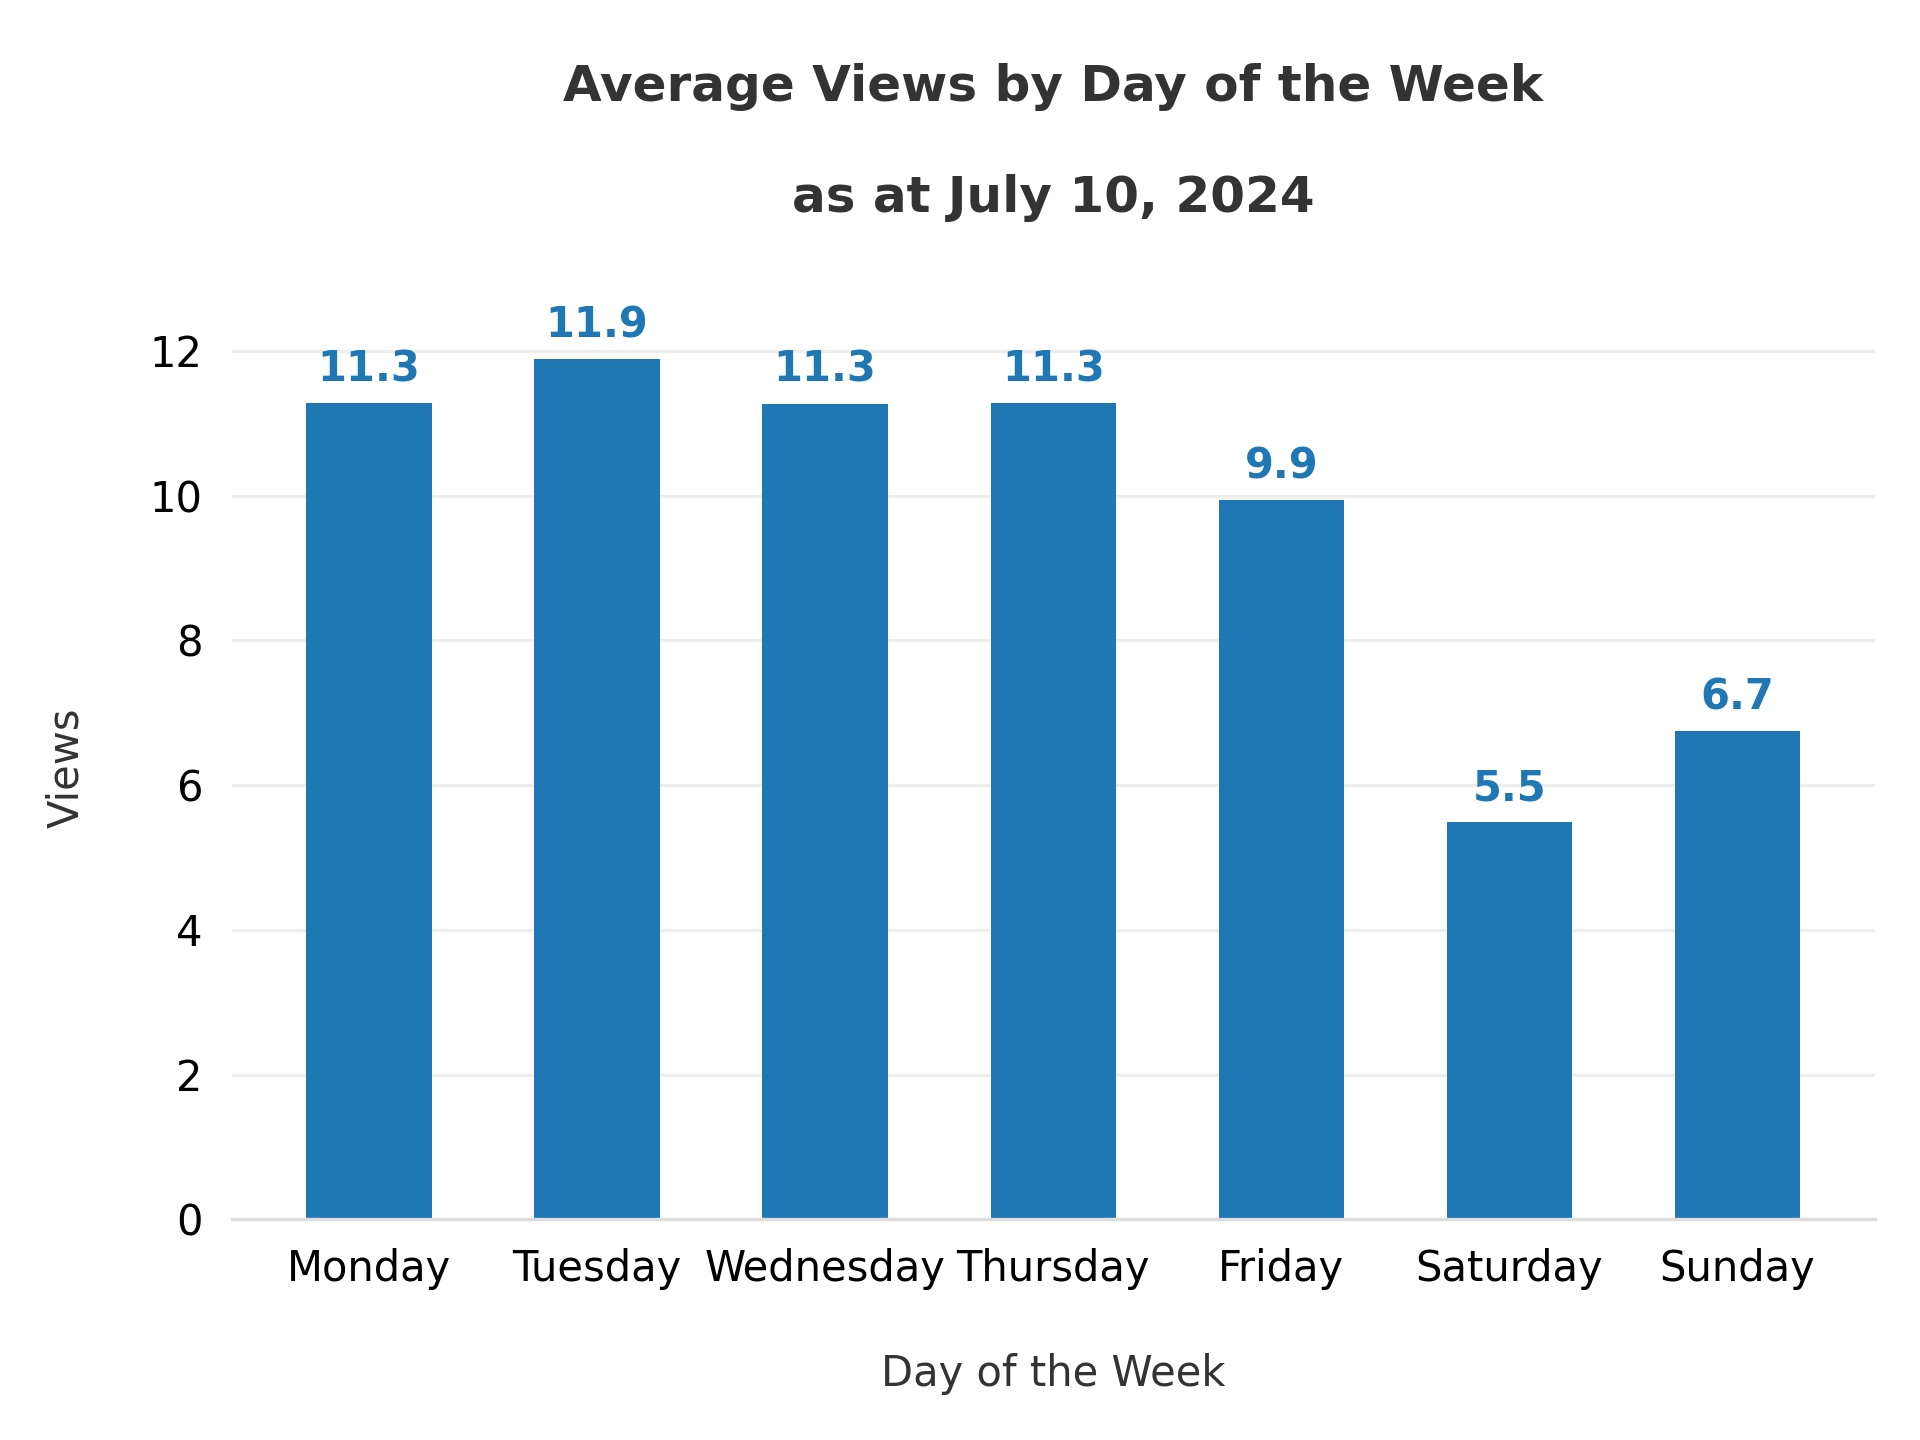 Average Views by Day of the Week
as at July 10, 2024
11.3
11.9
11.3
11.3
9.9
5.5
6.7
12
10
8
6
4
2
0
Views
Monday Tuesday Wednesday Thursday Friday Saturday Sunday
Day of the Week